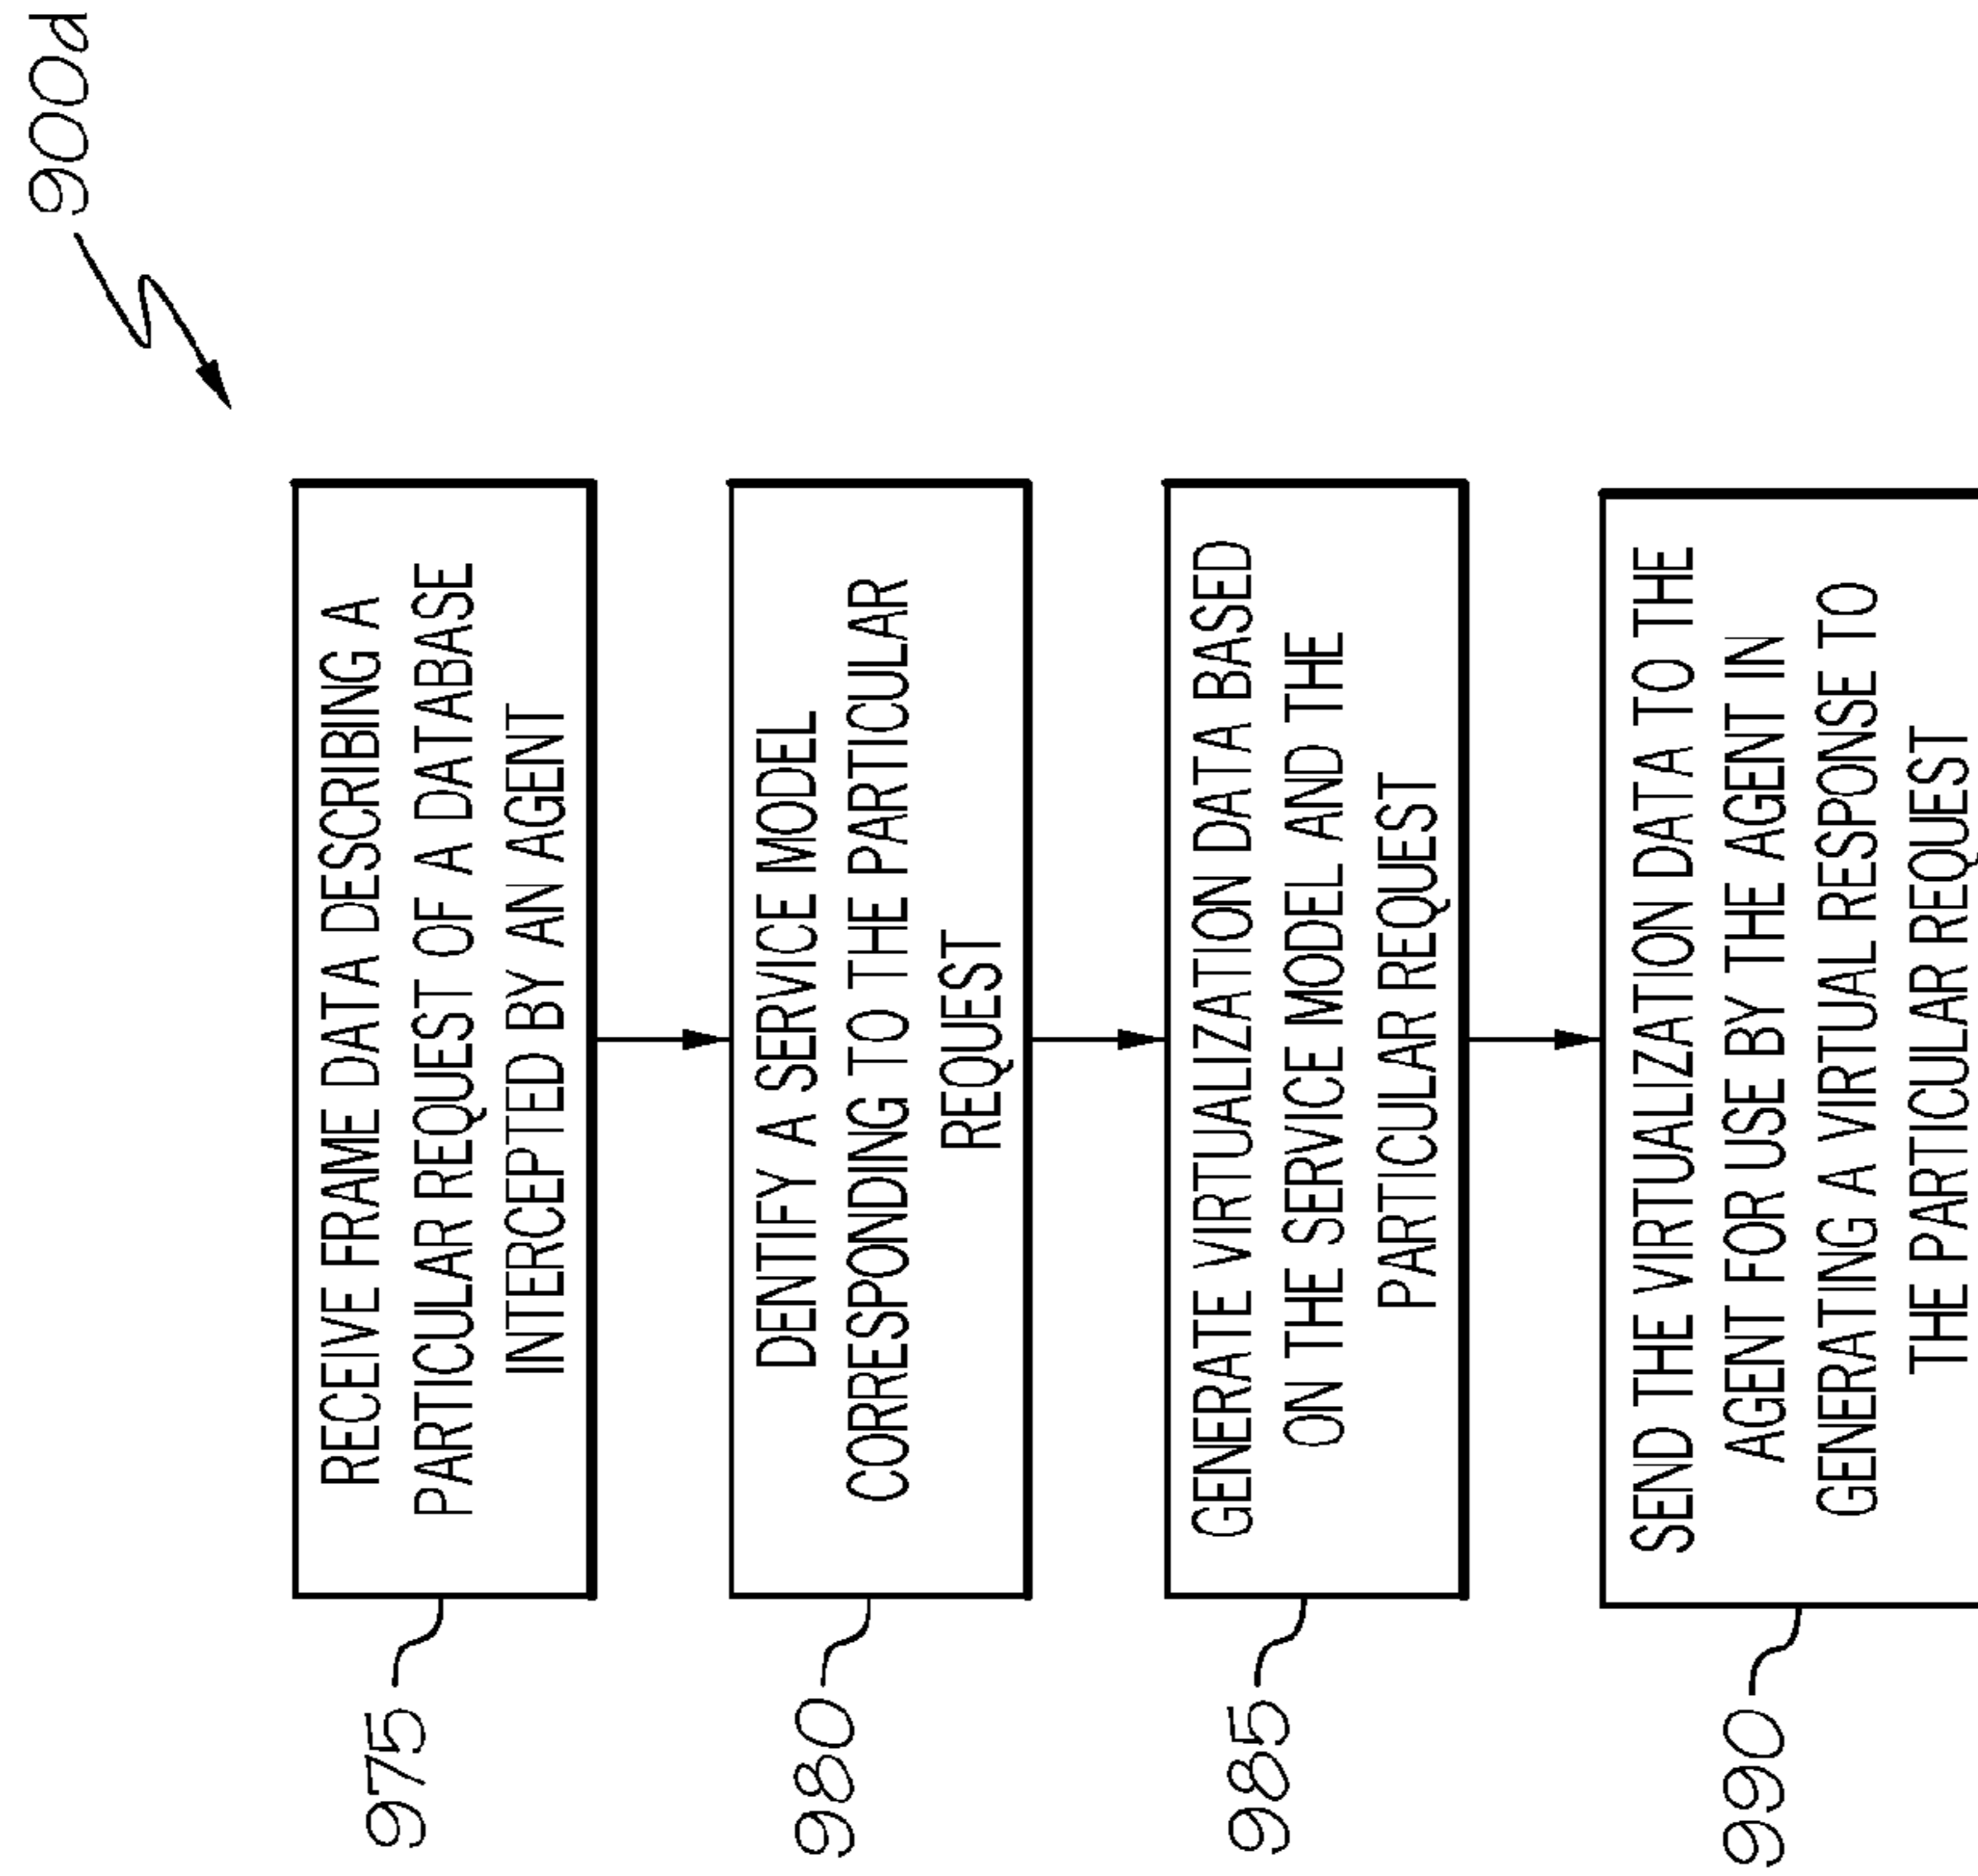 900d
975
RECEIVE FRAME DATA DESCRIBING A
PARTICULAR REQUEST OF A DATABASE
INTERCEPTED BY AN AGENT
980
DENTIFY A SERVICE MODEL
CORRESPONDING TO THE PARTICULAR
REQUEST
985
GENERATE VIRTUALIZATION DATA BASED
ON THE SERVICE MODEL AND THE
PARTICULAR REQUEST
990
SEND THE VIRTUALIZATION DATA TO THE
AGENT FOR USE BY THE AGENT IN
GENERATING A VIRTUAL RESPONSE TO
THE PARTICULAR REQUEST